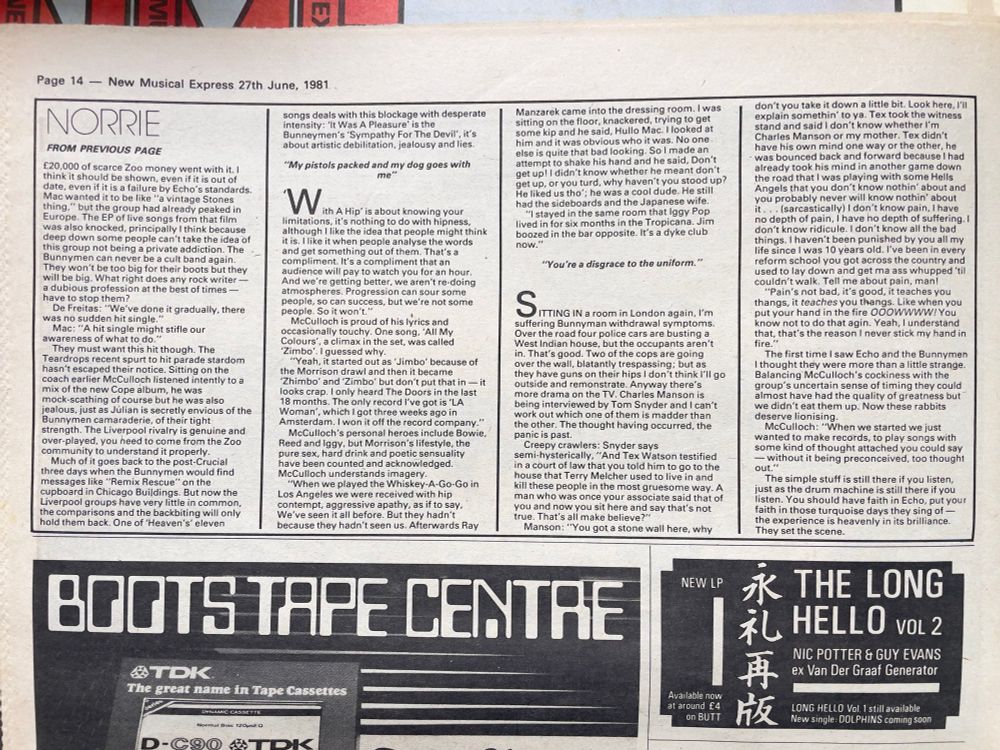 Page 14 — New Musical Express 27th June, 1981
NORRIE
FROM PREVIOUS PAGE
£20,000 of scarce Zoo money went with it. I
think it should be shown, even if it is out of
date, even if it is a failure by Echo's standards.
Mac wanted it to be like "a vintage Stones
thing," but the group had already peaked in
Europe. The EP of live songs from that film
was also knocked, principally I think because
deep down some people can't take the idea of
this group not being a private addiction. The
Bunnymen can never be a cult band again.
They won't be too big for their boots but they
will be big. What right does any rock writer —
a dubious profession at the best of times —
have to stop them?
De Freitas: "We've done it gradually, there
was no sudden hit single."
Mac: "A hit single might stifle our
awareness of what to do."
They must want this hit though. The
Teardrops recent spurt to hit parade stardom
hasn't escaped their notice. Sitting on the
coach earlier McCulloch listened intently to a
mix of the new Cope album, he was
mock-scathing of course but he was also
jealous, just as Julian is secretly envious of the
Bunnymen camaraderie, of their tight
strength. The Liverpool rivalry is genuine and
over-played, you need to come from the Zoo
community to understand it properly.
Much of it goes back to the post-Crucial
three days when the Bunnymen would find
messages like "Remix Rescue" on the
cupboard in Chicago Buildings. But now the
Liverpool groups have very little in common,
the comparisons and the backbiting will only
hold them back. One of 'Heaven's' eleven
songs deals with this blockage with desperate
intensity: 'It Was A Pleasure' is the
Bunneymen's 'Sympathy For The Devil', it's
about artistic debilitation, jealousy and lies.
"My pistols packed and my dog goes with
me"
'With A Hip' is about knowing your
limitations, it's nothing to do with hipness,
although I like the idea that people might think
it is. I like it when people analyse the words
and get something out of them. That's a
compliment. It's a compliment that an
audience will pay to watch you for an hour.
And we're getting better, we aren't re-doing
atmospheres. Progression can sour some
people, so can success, but we're not some
people. So it won't."
McCulloch is proud of his lyrics and
occasionally touchy. One song, 'All My
Colours', a climax in the set, was called
'Zimbo'. I guessed why.
"Yeah, it started out as 'Jimbo' because of
the Morrison drawl and then it became
'Zhimbo' and 'Zimbo' but don't put that in — it
looks crap. I only heard The Doors in the last
18 months. The only record I've got is 'LA
Woman', which I got three weeks ago in
Amsterdam. I won it off the record company."
McCulloch's personal heroes include Bowie,
Reed and Iggy, but Morrison's lifestyle, the
pure sex, hard drink and poetic sensuality
have been counted and acknowledged.
McCulloch understands imagery.
"When we played the Whiskey-A-Go-Go in
Los Angeles we were received with hip
contempt, aggressive apathy, as if to say,
We've seen it all before. But they hadn't
because they hadn't seen us. Afterwards Ray
Manzarek came into the dressing room. I was
sitting on the floor, knackered, trying to get
some kip and he said, Hullo Mac. I looked at
him and it was obvious who it was. No one
else is quite that bad looking. So I made an
attempt to shake his hand and he said, Don't
get up! I didn't know whether he meant don't
get up, or you turd, why haven't you stood up?
He liked us tho'; he was a cool dude. He still
had the sideboards and the Japanese wife.
"I stayed in the same room that Iggy Pop
lived in for six months in the Tropicana. Jim
boozed in the bar opposite. It's a dyke club
now."
"You're a disgrace to the uniform."
SITTING IN a room in London again, I'm
suffering Bunnyman withdrawal symptoms.
Over the road four police cars are busting a
West Indian house, but the occupants aren't
in. That's good. Two of the cops are going
over the wall, blatantly trespassing; but as
they have guns in their hips I don't think I'll go
outside and remonstrate. Anyway there's
more drama on the TV. Charles Manson is
being interviewed by Tom Snyder and I can't
work out which one of them is madder than
the other. The thought having occurred, the
panic is past.
Creepy crawlers: Snyder says
semi-hysterically, "And Tex Watson testified
in a court of law that you told him to go to the
house that Terry Melcher used to live in and
kill these people in the most gruesome way. A
man who was once your associate said that of
you and now you sit here and say that's not
true. That's all make believe?"
Manson: "You got a stone wall here, why
don't you take it down a little bit. Look here, I'll
explain somethin' to ya. Tex took the witness
stand and said I don't know whether I'm
Charles Manson or my mother. Tex didn't
have his own mind one way or the other, he
was bounced back and forward because I had
already took his mind in another game down
the road that I was playing with some Hells
Angels that you don't know nothin' about and
you probably never will know nothin' about
it . . . (sarcastically) I don't know pain, I have
no depth of pain, I have no depth of suffering. I
don't know ridicule. I don't know all the bad
things. I haven't been punished by you all my
life since I was 10 years old. I've been in every
reform school you got across the country and
used to lay down and get ma ass whupped 'til
couldn't walk. Tell me about pain, man!
"Pain's not bad, it's good, it teaches you
thangs, it teaches you thangs. Like when you
put your hand in the fire OOOWWWW! You
know not to do that again. Yeah, I understand
that, that's the reason I never stick my hand in
fire."
The first time I saw Echo and the Bunnymen
I thought they were more than a little strange.
Balancing McCulloch's cockiness with the
group's uncertain sense of timing they could
almost have had the quality of greatness but
we didn't eat them up. Now these rabbits
deserve lionising.
McCulloch: "When we started we just
wanted to make records, to play songs with
some kind of thought attached you could say
— without it being preconceived, too thought
out."
The simple stuff is still there if you listen,
just as the drum machine is still there if you
listen. You should have faith in Echo, put your
faith in those turquoise days they sing of —
the experience is heavenly in its brilliance.
They set the scene.
BOOTS TAPE CENTRE
TDK
The great name in Tape Cassettes
DYNAMIC CASSETTE
Normal Bias 120µs EQ
D-C90 TDK
NEW LP
永礼再版
THE LONG
HELLO VOL 2
NIC POTTER & GUY EVANS
ex Van Der Graaf Generator
Available now
at around £4
on BUTT
LONG HELLO Vol. 1 still available
New single: DOLPHINS coming soon